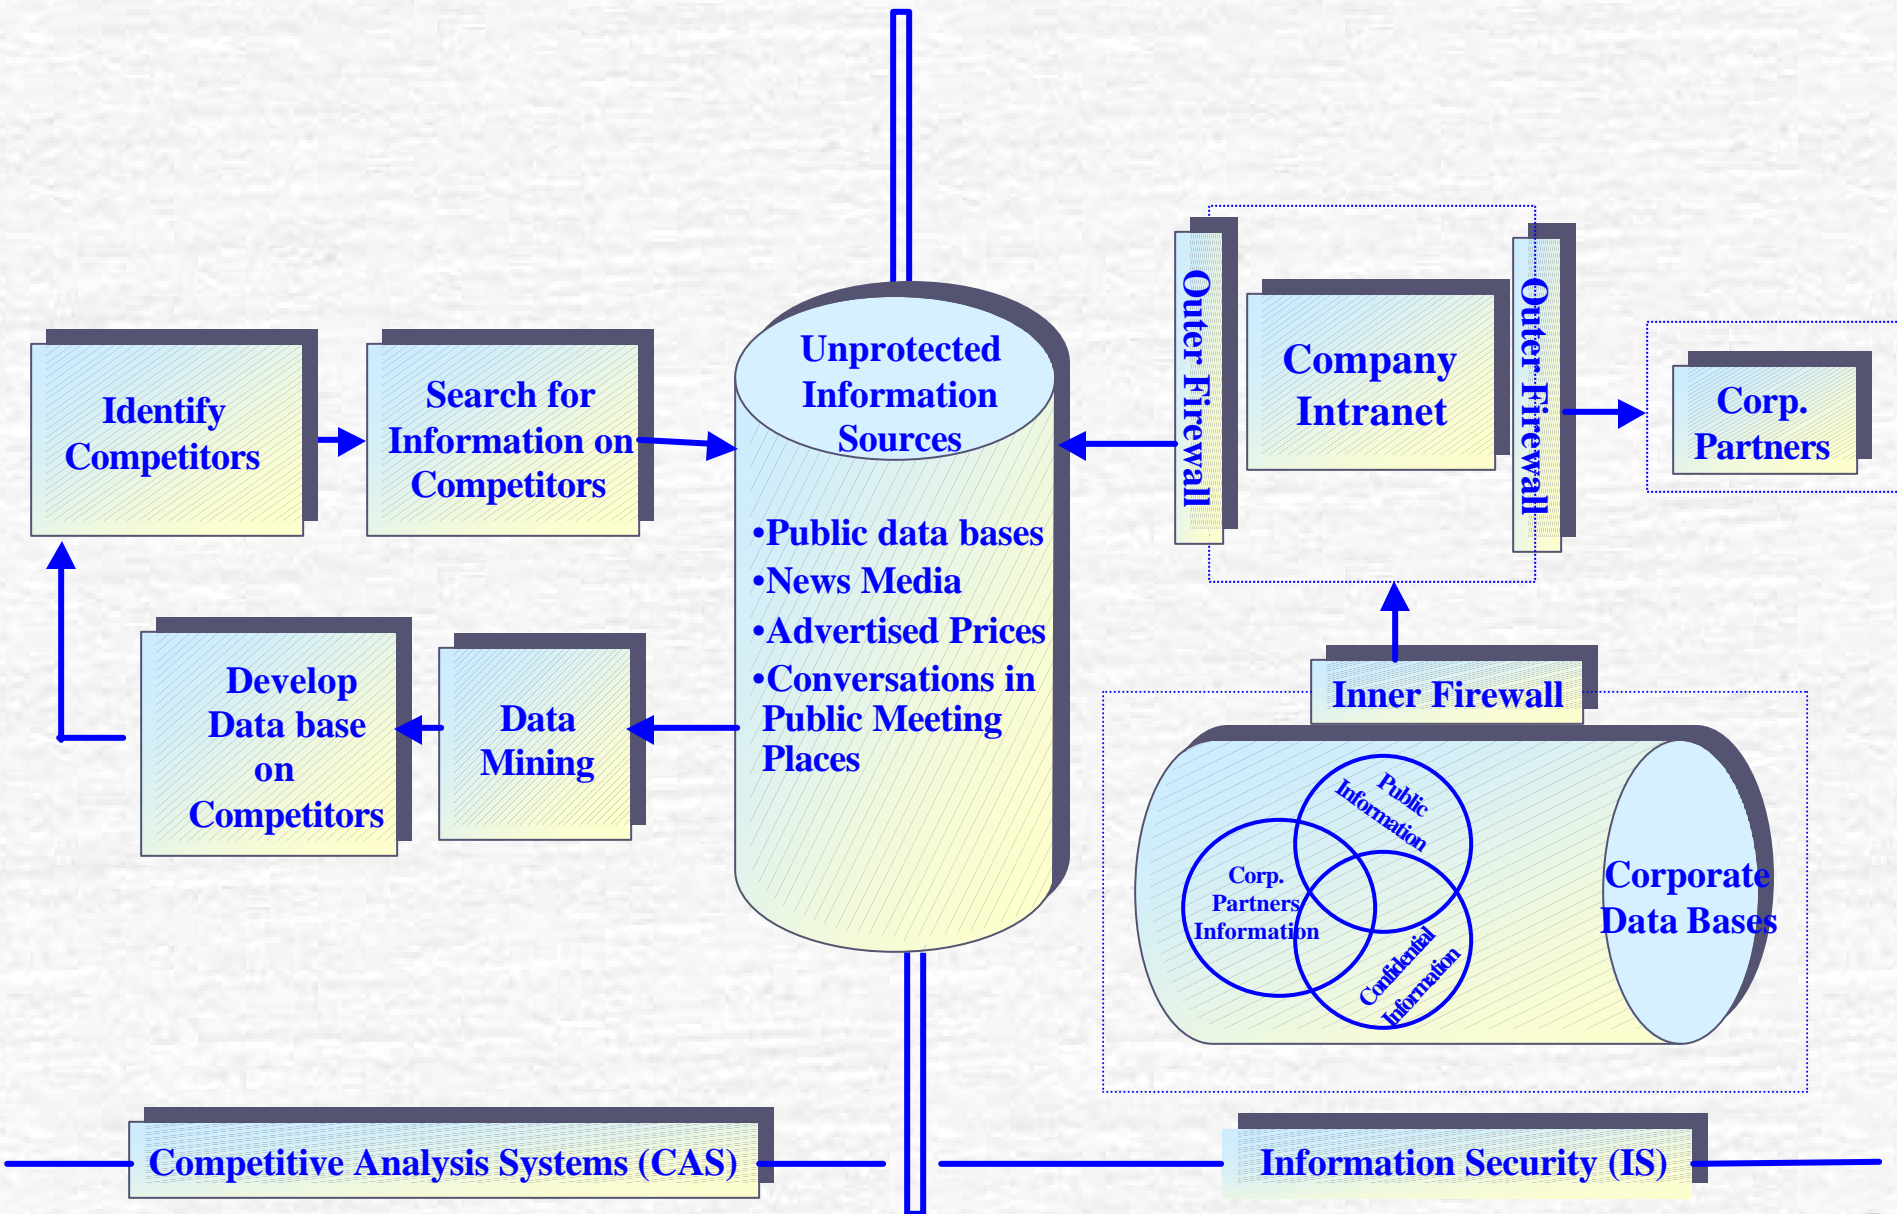 Identify
Competitors
Search for
Information on
Competitors
Unprotected
Information
Sources
•Public data bases
•News Media
•Advertised Prices
•Conversations in
Public Meeting
Places
Develop
Data base
on
Competitors
Data
Mining
Outer Firewall
Company
Intranet
Outer Firewall
Corp.
Partners
Inner Firewall
Public
Information
Corp.
Partners
Information
Confidential
Information
Corporate
Data Bases
Competitive Analysis Systems (CAS)
Information Security (IS)